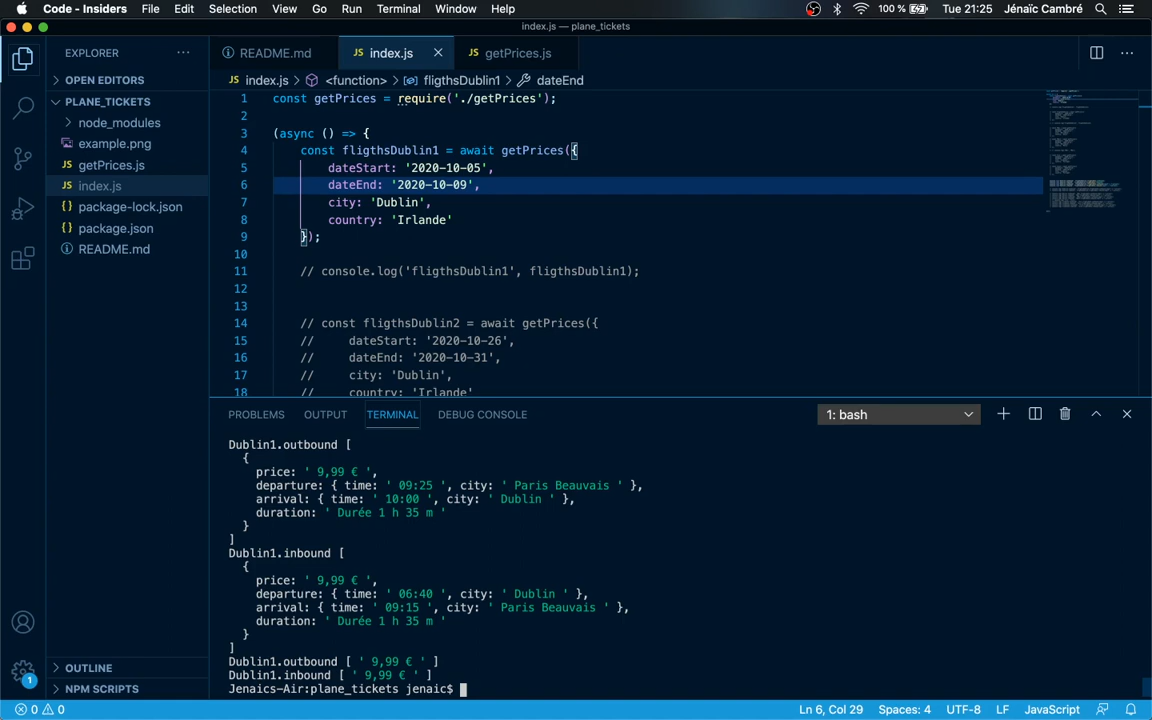 Code - Insiders File Edit Selection View Go Run Terminal Window Help 100 % Tue 21:25 Jénaïc Cambré
index.js — plane_tickets
EXPLORER ··· README.md JS index.js × JS getPrices.js ···
OPEN EDITORS
JS index.js > <function> > fligthsDublin1 > dateEnd
PLANE_TICKETS
node_modules
example.png
JS getPrices.js
JS index.js
{} package-lock.json
{} package.json
README.md
OUTLINE
NPM SCRIPTS
1 const getPrices = require('./getPrices');
2
3 (async () => {
4 const fligthsDublin1 = await getPrices({
5 dateStart: '2020-10-05',
6 dateEnd: '2020-10-09',
7 city: 'Dublin',
8 country: 'Irlande'
9 });
10
11 // console.log('fligthsDublin1', fligthsDublin1);
12
13
14 // const fligthsDublin2 = await getPrices({
15 // dateStart: '2020-10-26',
16 // dateEnd: '2020-10-31',
17 // city: 'Dublin',
18 // country: 'Irlande'
PROBLEMS OUTPUT TERMINAL DEBUG CONSOLE 1: bash
Dublin1.outbound [
{
price: ' 9,99 € ',
departure: { time: ' 09:25 ', city: ' Paris Beauvais ' },
arrival: { time: ' 10:00 ', city: ' Dublin ' },
duration: ' Durée 1 h 35 m '
}
]
Dublin1.inbound [
{
price: ' 9,99 € ',
departure: { time: ' 06:40 ', city: ' Dublin ' },
arrival: { time: ' 09:15 ', city: ' Paris Beauvais ' },
duration: ' Durée 1 h 35 m '
}
]
Dublin1.outbound [ ' 9,99 € ' ]
Dublin1.inbound [ ' 9,99 € ' ]
Jenaics-Air:plane_tickets jenaic$
1
0 0 Ln 6, Col 29 Spaces: 4 UTF-8 LF JavaScript